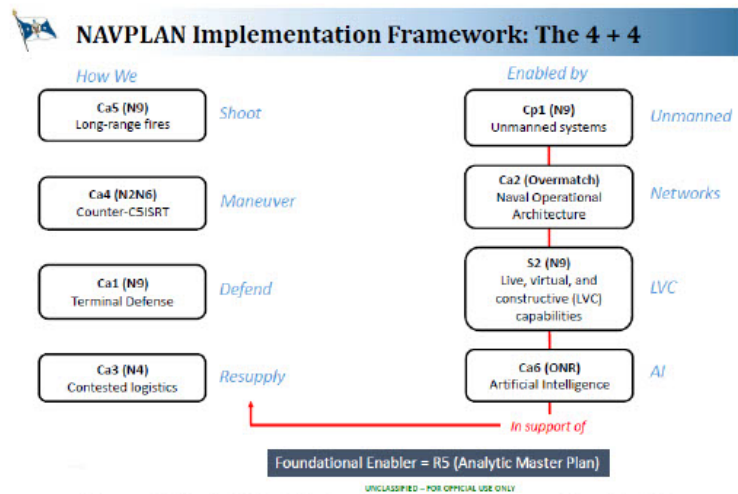 NAVPLAN Implementation Framework: The 4 + 4
How We
Ca5 (N9)
Long-range fires
Shoot
Ca4 (N2N6)
Counter-C5ISRT
Maneuver
Ca1 (N9)
Terminal Defense
Defend
Ca3 (N4)
Contested logistics
Resupply
Enabled by
Cp1 (N9)
Unmanned systems
Unmanned
Ca2 (Overmatch)
Naval Operational
Architecture
Networks
S2 (N9)
Live, virtual, and
constructive (LVC)
capabilities
LVC
Ca6 (ONR)
Artificial Intelligence
AI
In support of
Foundational Enabler = R5 (Analytic Master Plan)
UNCLASSIFIED – FOR OFFICIAL USE ONLY